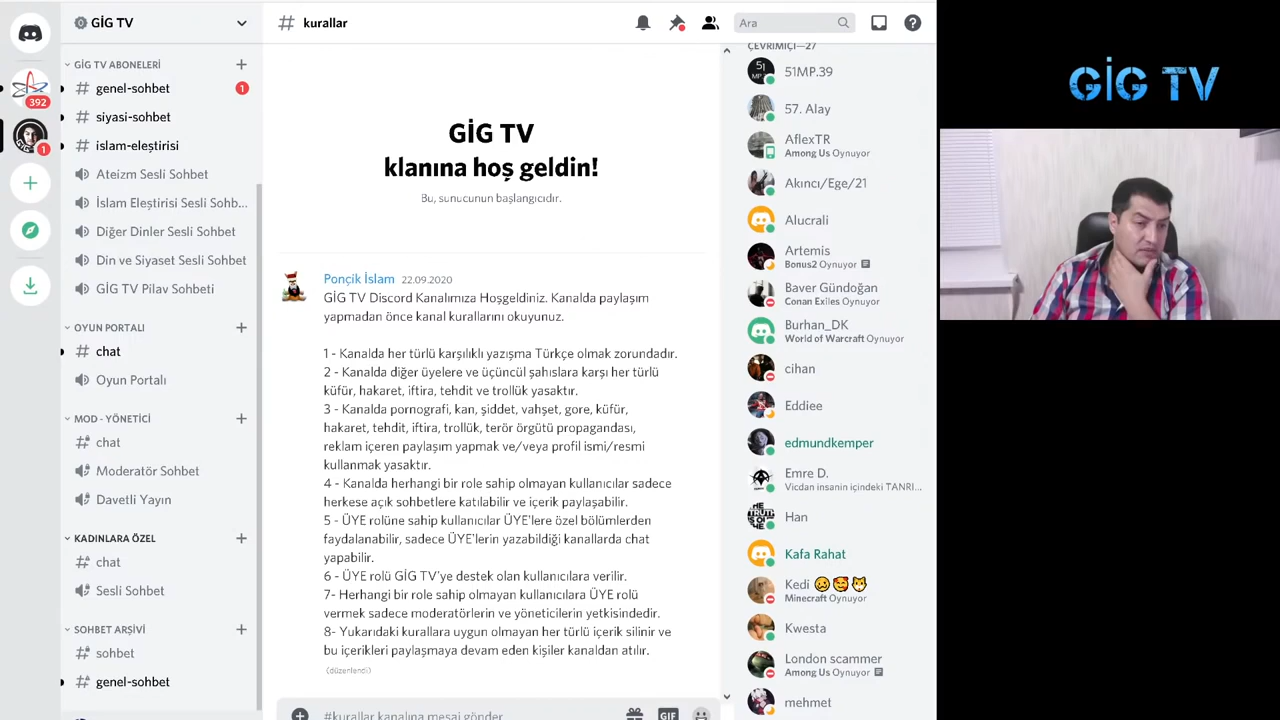 GİG TV
GİG TV ABONELERİ
genel-sohbet
1
siyasi-sohbet
392
islam-eleştirisi
1
Ateizm Sesli Sohbet
İslam Eleştirisi Sesli Sohb...
Diğer Dinler Sesli Sohbet
Din ve Siyaset Sesli Sohbet
GİG TV Pilav Sohbeti
OYUN PORTALI
chat
Oyun Portalı
MOD - YÖNETİCİ
chat
Moderatör Sohbet
Davetli Yayın
KADINLARA ÖZEL
chat
Sesli Sohbet
SOHBET ARŞİVİ
sohbet
genel-sohbet
kurallar
Ara
GİG TV
klanına hoş geldin!
Bu, sunucunun başlangıcıdır.
Ponçik İslam 22.09.2020
GİG TV Discord Kanalımıza Hoşgeldiniz. Kanalda paylaşım
yapmadan önce kanal kurallarını okuyunuz.
1 - Kanalda her türlü karşılıklı yazışma Türkçe olmak zorundadır.
2 - Kanalda diğer üyelere ve üçüncül şahıslara karşı her türlü
küfür, hakaret, iftira, tehdit ve trollük yasaktır.
3 - Kanalda pornografi, kan, şiddet, vahşet, gore, küfür,
hakaret, tehdit, iftira, trollük, terör örgütü propagandası,
reklam içeren paylaşım yapmak ve/veya profil ismi/resmi
kullanmak yasaktır.
4 - Kanalda herhangi bir role sahip olmayan kullanıcılar sadece
herkese açık sohbetlere katılabilir ve içerik paylaşabilir.
5 - ÜYE rolüne sahip kullanıcılar ÜYE'lere özel bölümlerden
faydalanabilir, sadece ÜYE'lerin yazabildiği kanallarda chat
yapabilir.
6 - ÜYE rolü GİG TV'ye destek olan kullanıcılara verilir.
7- Herhangi bir role sahip olmayan kullanıcılara ÜYE rolü
vermek sadece moderatörlerin ve yöneticilerin yetkisindedir.
8- Yukarıdaki kurallara uygun olmayan her türlü içerik silinir ve
bu içerikleri paylaşmaya devam eden kişiler kanaldan atılır.
(düzenlendi)
#kurallar kanalına mesaj gönder
GIF
ÇEVRİMİÇİ—27
51MP.39
57. Alay
AflexTR
Among Us Oynuyor
Akıncı/Ege/21
Alucrali
Artemis
Bonus2 Oynuyor
Baver Gündoğan
Conan Exiles Oynuyor
Burhan_DK
World of Warcraft Oynuyor
cihan
Eddiee
edmundkemper
Emre D.
Vicdan insanin içindeki TANRI...
Han
Kafa Rahat
Kedi 🥴🥰😼
Minecraft Oynuyor
Kwesta
London scammer
Among Us Oynuyor
mehmet
GİG TV